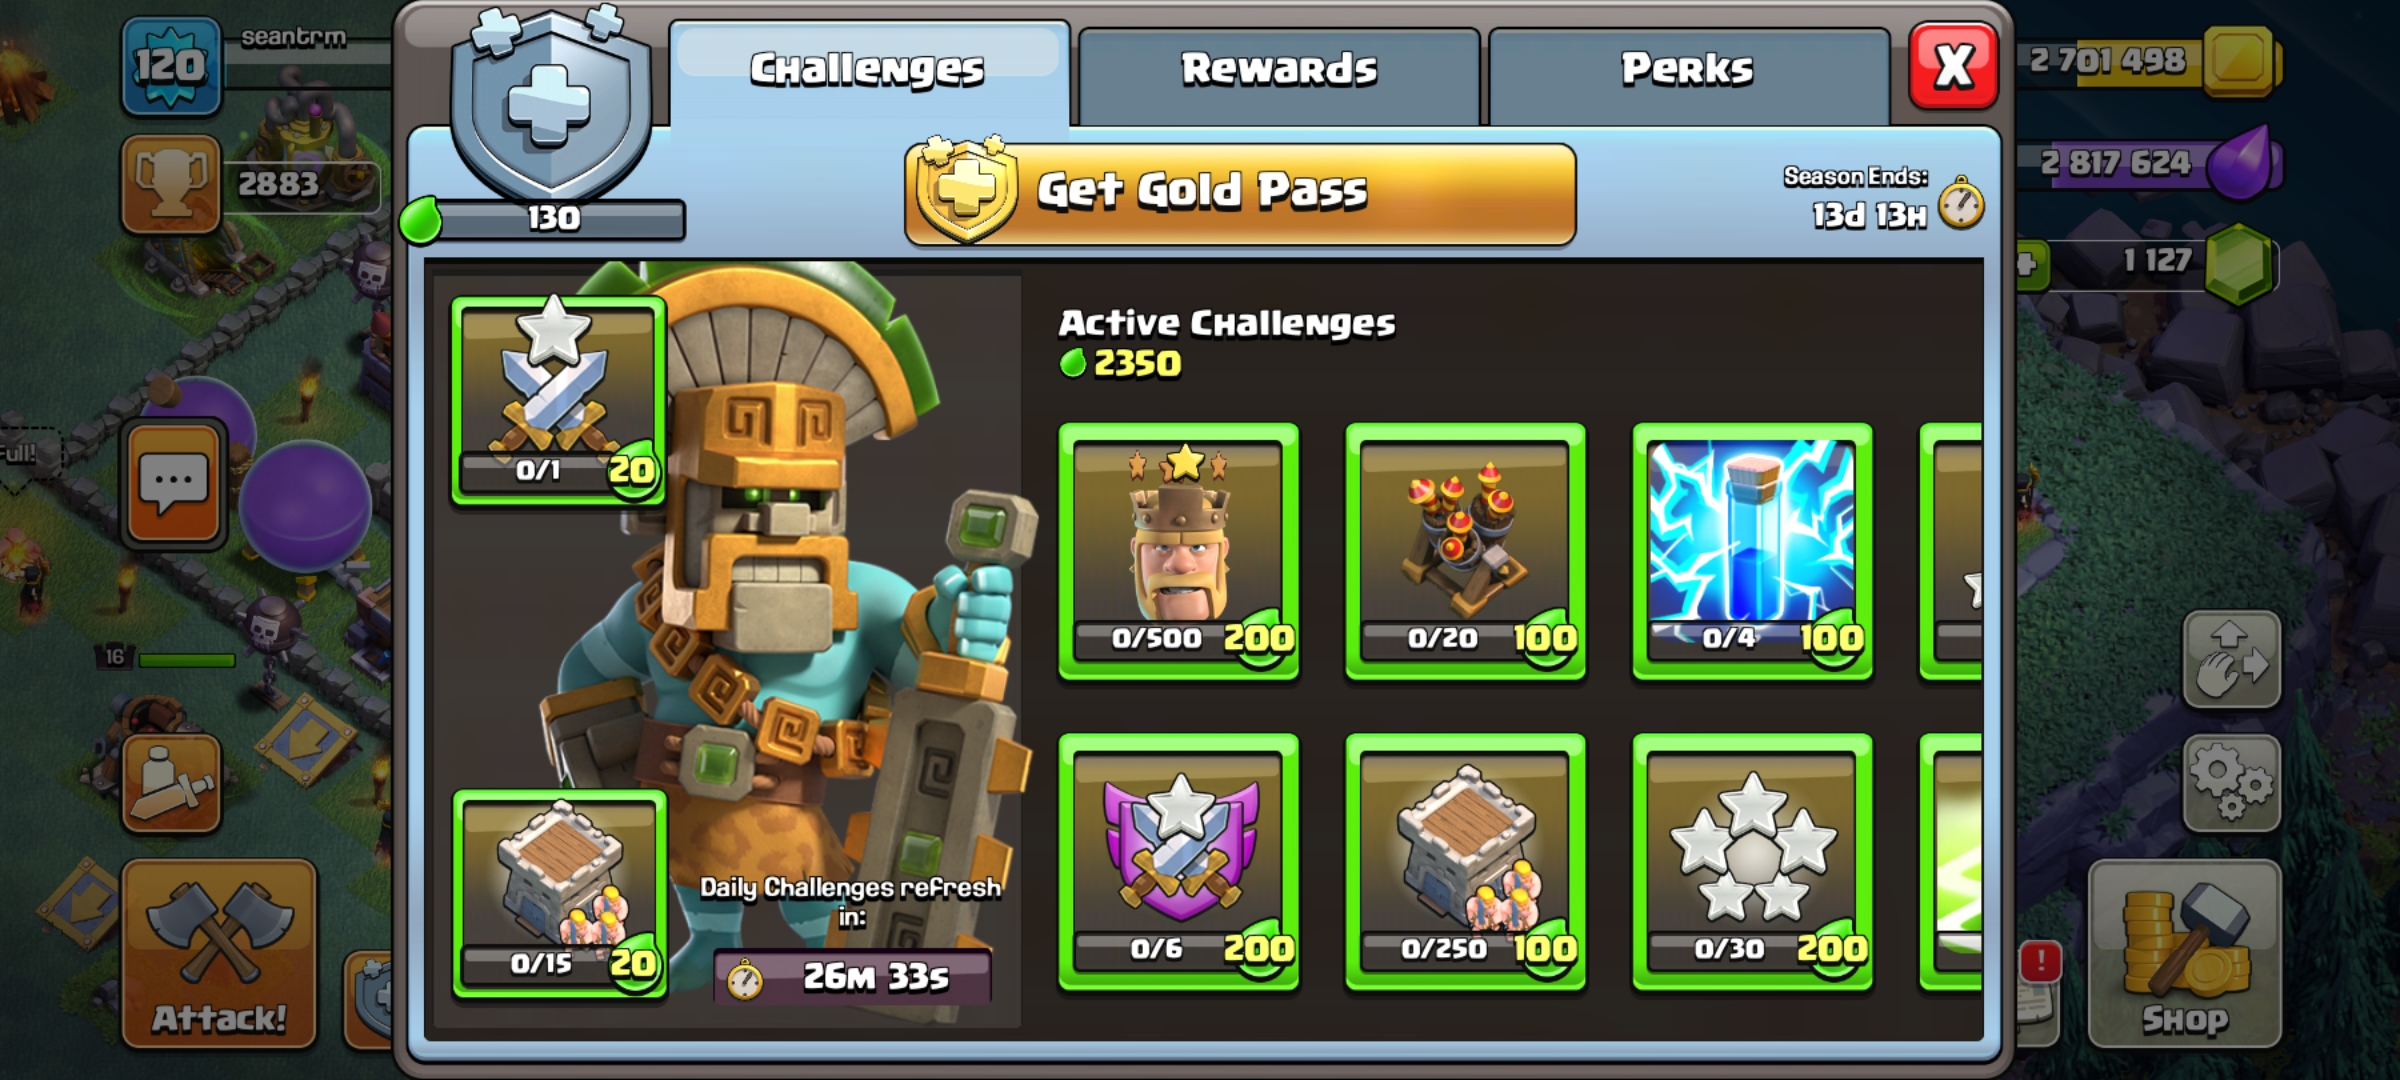 120
seantrm
2883
Full!
16
Attack!
Challenges
Rewards
Perks
X
130
Get Gold Pass
Season Ends:
13d 13H
0/1
20
0/15
20
Daily Challenges refresh
in:
26M 33s
Active Challenges
2350
0/500
200
0/20
100
0/4
100
0/6
200
0/250
100
0/30
200
2 701 498
2 817 624
1 127
!
Shop